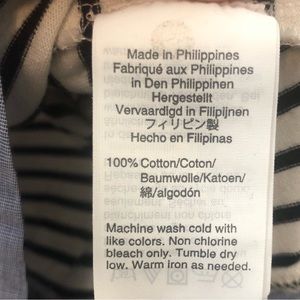 Made in Philippines
Fabriqué aux Philippines
in Den Philippinen
Hergestellt
Vervaardigd in Filipijnen
フィリピン製
Hecho en Filipinas
100% Cotton/Coton/
Baumwolle/Katoen/
綿/algodón
Machine wash cold with
like colors. Non chlorine
bleach only. Tumble dry
low. Warm iron as needed.